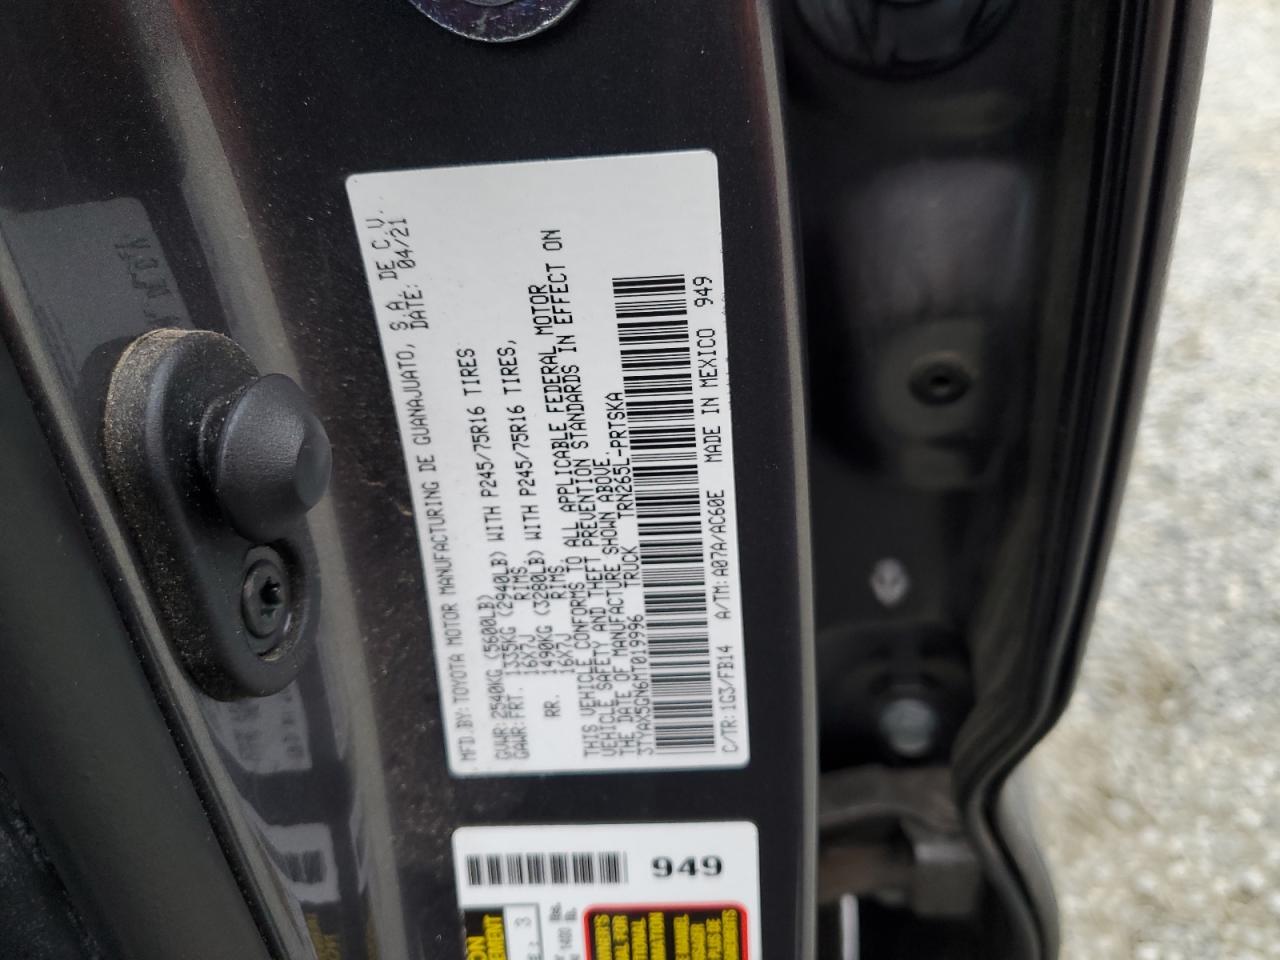 MFD.BY: TOYOTA MOTOR MANUFACTURING DE GUANAJUATO, S.A. DE C.V.
DATE: 04/21
GVWR: 2540KG (5600LB)
GAWR: FRT. 1335KG (2940LB) WITH P245/75R16 TIRES
16X7J RIMS
RR. 1490KG (3280LB) WITH P245/75R16 TIRES,
16X7J RIMS
THIS VEHICLE CONFORMS TO ALL APPLICABLE FEDERAL MOTOR
VEHICLE SAFETY AND THEFT PREVENTION STANDARDS IN EFFECT ON
THE DATE OF MANUFACTURE SHOWN ABOVE.
3TYAX5GN6MT019996 TRUCK TRN265L-PRTSKA
C/TR: 1G3/FB14 A/TM: A07A/AC60E MADE IN MEXICO 949
949
3
1400